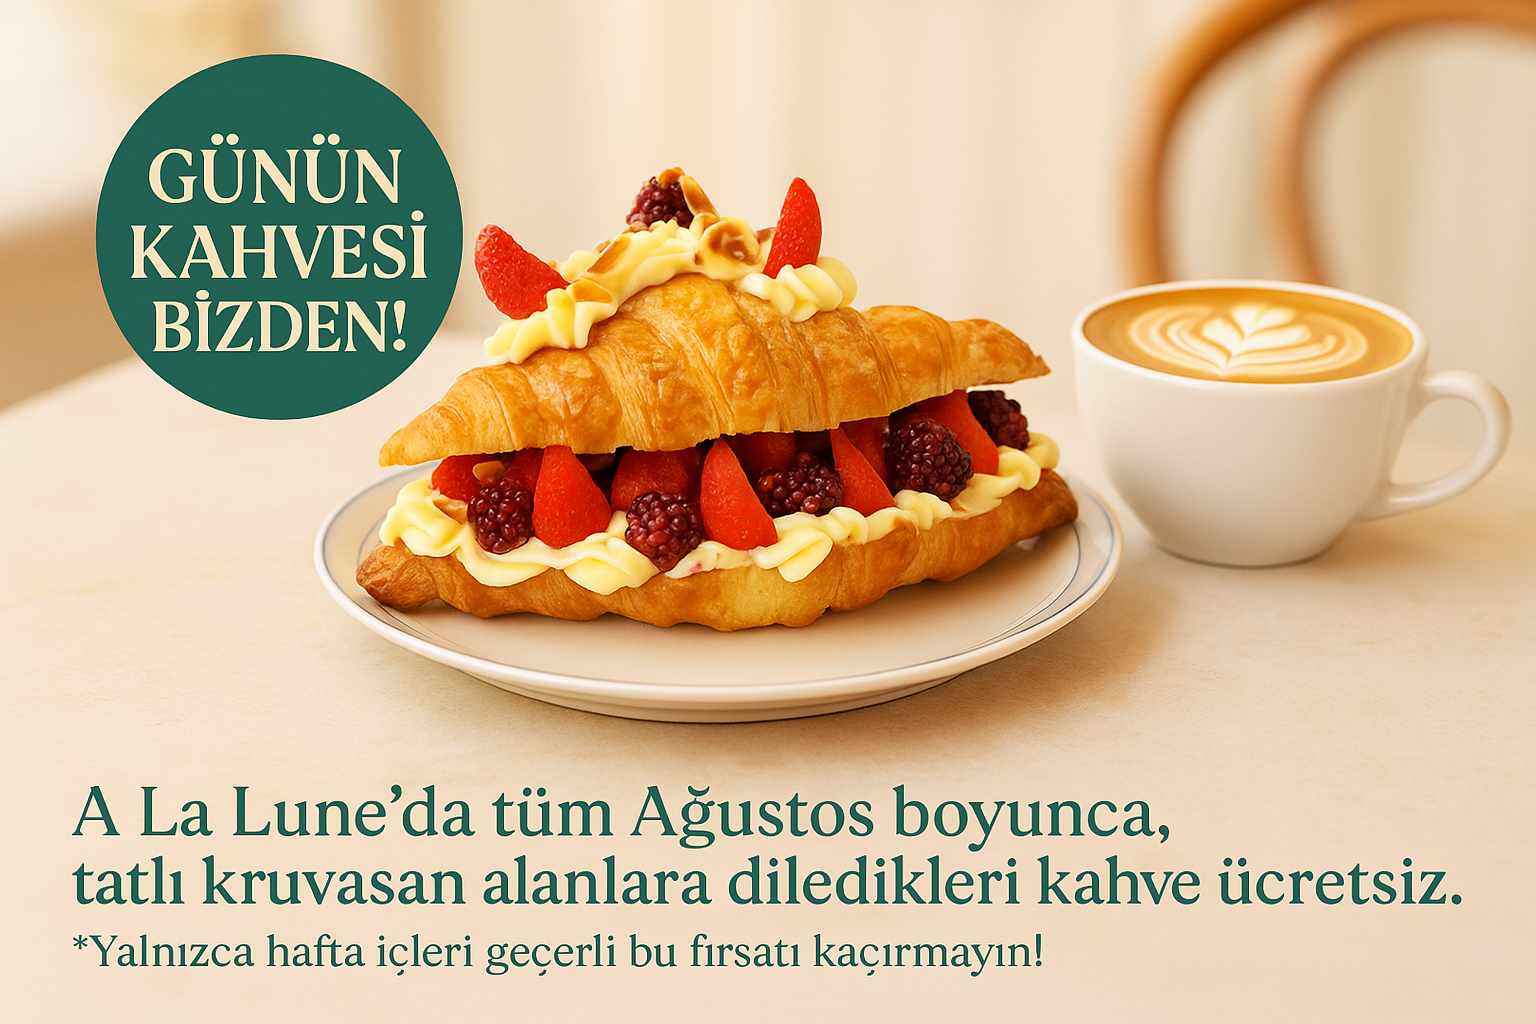 GÜNÜN
KAHVESİ
BİZDEN!
A La Lune’da tüm Ağustos boyunca,
tatlı kruvasan alanlara diledikleri kahve ücretsiz.
*Yalnızca hafta içleri geçerli bu fırsatı kaçırmayın!